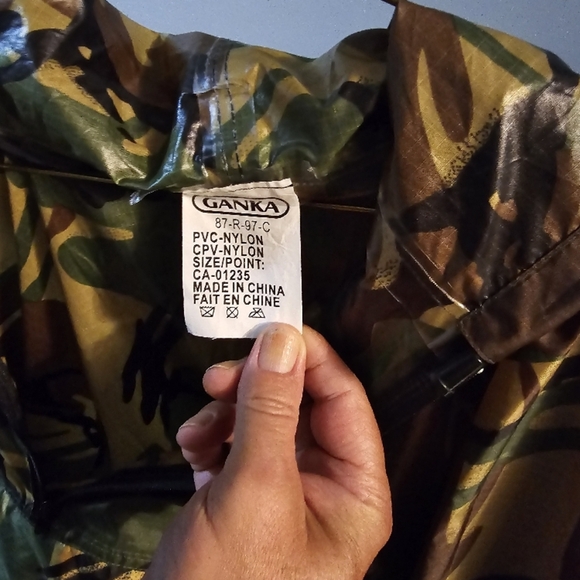 GANKA
87-R-97-C
PVC-NYLON
CPV-NYLON
SIZE/POINT:
CA-01235
MADE IN CHINA
FAIT EN CHINE